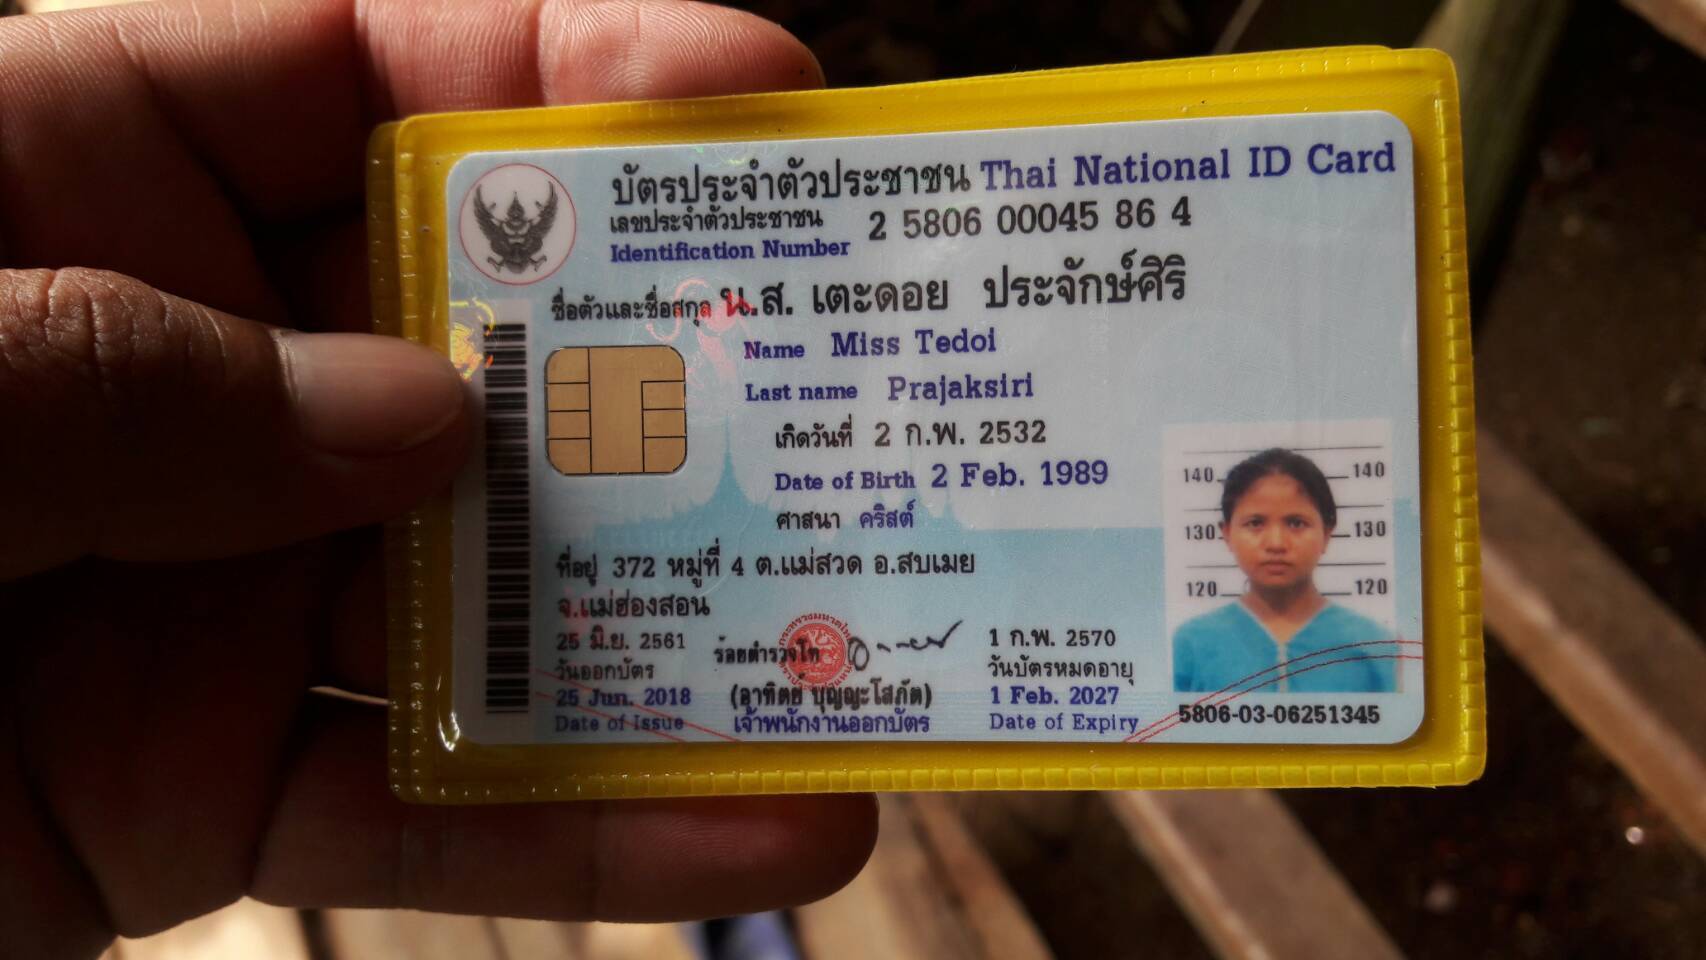 บัตรประจำตัวประชาชน Thai National ID Card
เลขประจำตัวประชาชน
Identification Number 2 5806 00045 86 4
ชื่อตัวและชื่อสกุล น.ส. เตะดอย ประจักษ์ศิริ
Name Miss Tedoi
Last name Prajaksiri
เกิดวันที่ 2 ก.พ. 2532
Date of Birth 2 Feb. 1989
ศาสนา คริสต์
ที่อยู่ 372 หมู่ที่ 4 ต.แม่สวด อ.สบเมย
จ.แม่ฮ่องสอน
140 140
130 130
120 120
25 มิ.ย. 2561
วันออกบัตร
25 Jun. 2018
Date of Issue
ร้อยตำรวจโท
(อาทิตย์ บุญญะโสภัต)
เจ้าพนักงานออกบัตร
1 ก.พ. 2570
วันบัตรหมดอายุ
1 Feb. 2027
Date of Expiry
5806-03-06251345